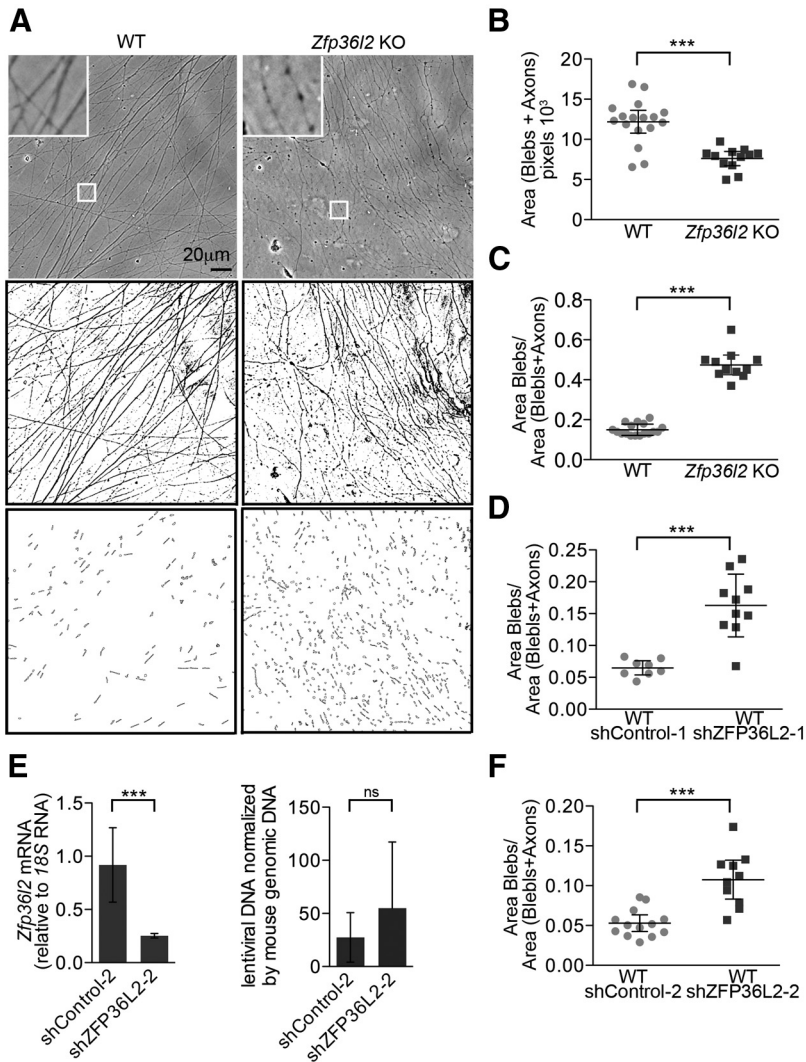 A
WT
Zfp36l2 KO
20μm
B
***
Area (Blebs + Axons)
pixels 10³
20
15
10
5
0
WT
Zfp36l2 KO
C
***
Area Blebs/
Area (Blebls+Axons)
0.8
0.6
0.4
0.2
0.0
WT
Zfp36l2 KO
D
***
Area Blebs/
Area (Blebls+Axons)
0.25
0.20
0.15
0.10
0.05
0.00
WT
shControl-1
WT
shZFP36L2-1
E
***
Zfp36l2 mRNA
(relative to 18S RNA)
1.5
1.0
0.5
0.0
shControl-2
shZFP36L2-2
ns
lentiviral DNA normalized
by mouse genomic DNA
150
100
50
0
shControl-2
shZFP36L2-2
F
***
Area Blebs/
Area (Blebls+Axons)
0.20
0.15
0.10
0.05
0.00
WT
shControl-2
WT
shZFP36L2-2